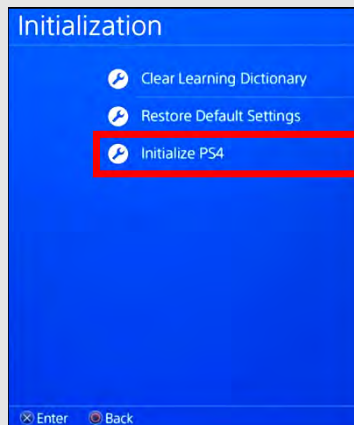 Initialization
Clear Learning Dictionary
Restore Default Settings
Initialize PS4
Enter Back